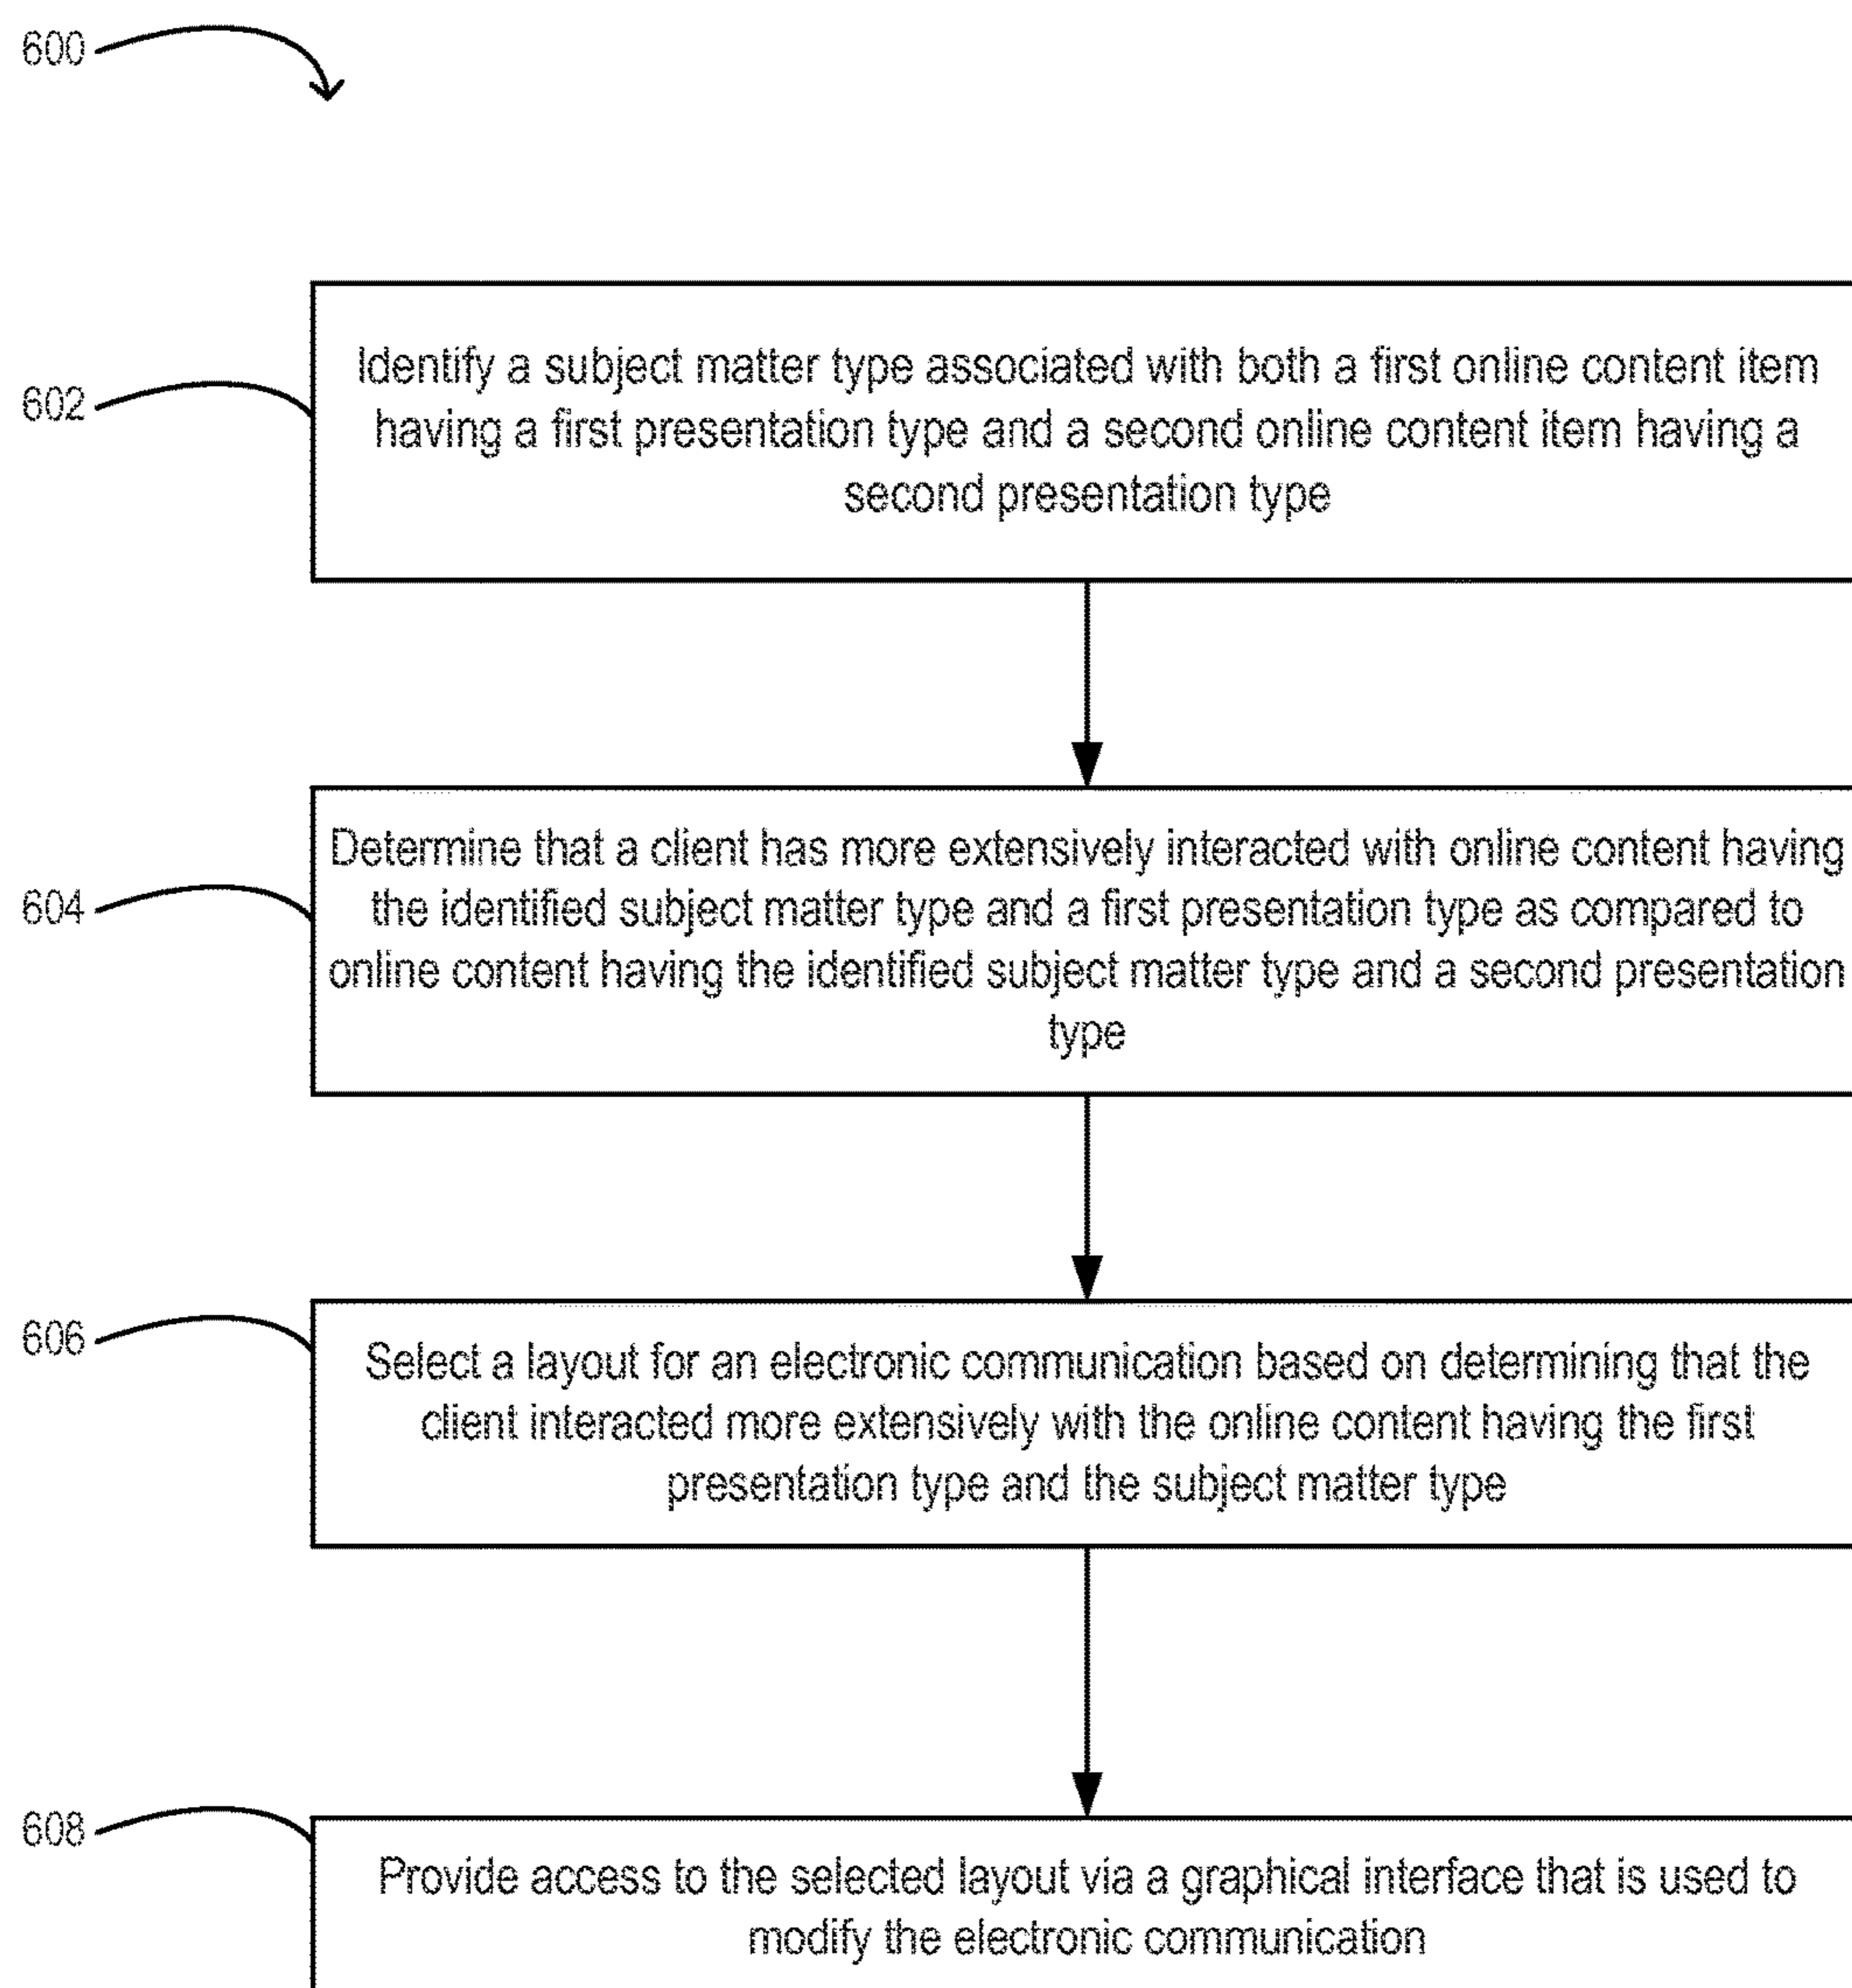 600
602
Identify a subject matter type associated with both a first online content item
having a first presentation type and a second online content item having a
second presentation type
604
Determine that a client has more extensively interacted with online content having
the identified subject matter type and a first presentation type as compared to
online content having the identified subject matter type and a second presentation
type
606
Select a layout for an electronic communication based on determining that the
client interacted more extensively with the online content having the first
presentation type and the subject matter type
608
Provide access to the selected layout via a graphical interface that is used to
modify the electronic communication